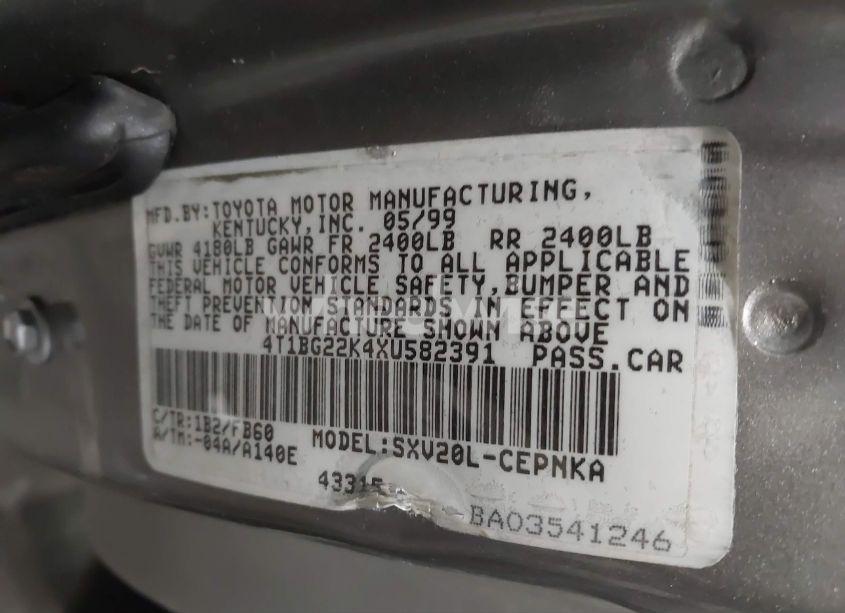 MFD.BY:TOYOTA MOTOR MANUFACTURING,
KENTUCKY,INC. 05/99
GVWR 4180LB GAWR FR 2400LB RR 2400LB
THIS VEHICLE CONFORMS TO ALL APPLICABLE
FEDERAL MOTOR VEHICLE SAFETY,BUMPER AND
THEFT PREVENTION STANDARDS IN EFFECT ON
THE DATE OF MANUFACTURE SHOWN ABOVE
4T1BG22K4XU582391 PASS.CAR
C/TR:1B2/FB60
A/TM:-04A/A140E
MODEL:SXV20L-CEPNKA
43315
-BA03541246